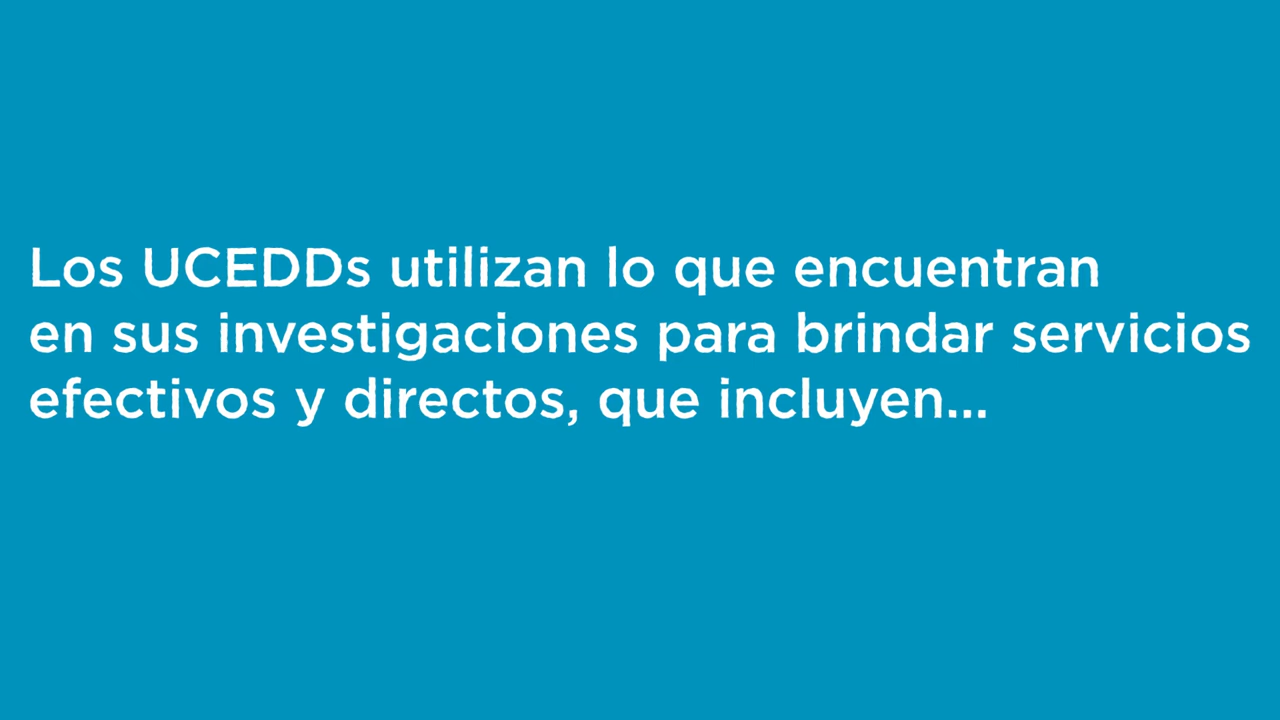 Los UCEDDs utilizan lo que encuentran
en sus investigaciones para brindar servicios
efectivos y directos, que incluyen...